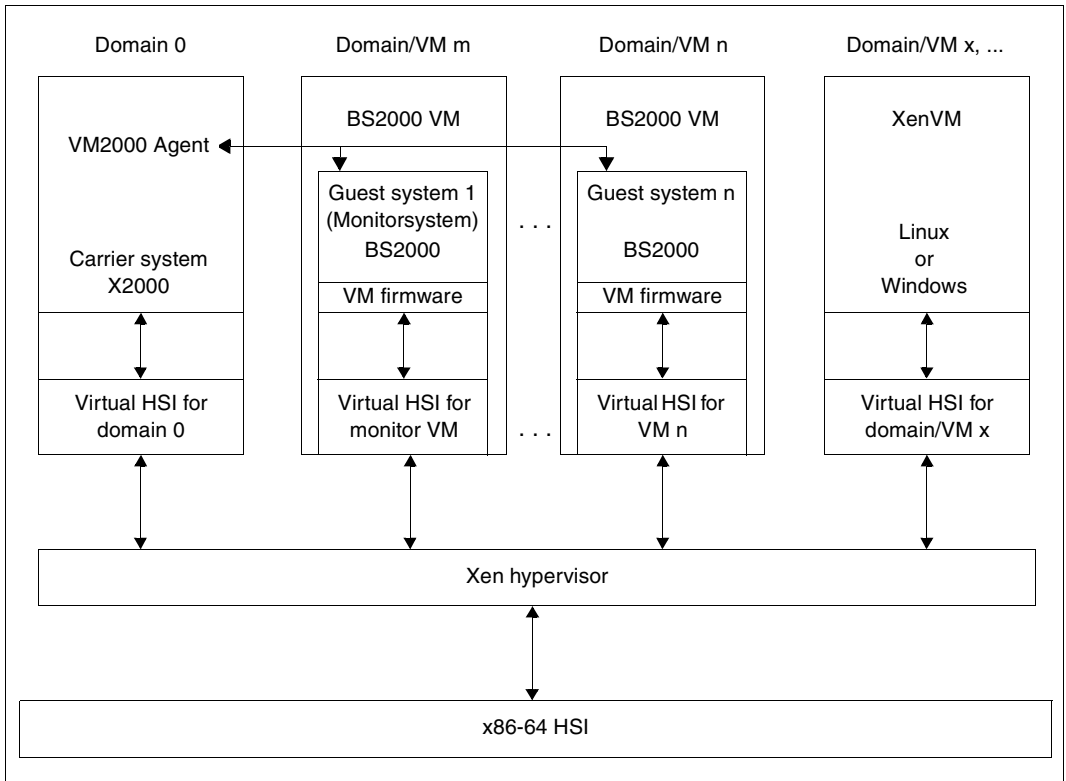 Domain 0
Domain/VM m
Domain/VM n
Domain/VM x, ...
BS2000 VM
BS2000 VM
XenVM
VM2000 Agent
Guest system 1
(Monitorsystem)
BS2000
. . .
Guest system n
BS2000
Carrier system
X2000
Linux
or
Windows
VM firmware
VM firmware
Virtual HSI for
domain 0
Virtual HSI for
monitor VM
. . .
Virtual HSI for
VM n
Virtual HSI for
domain/VM x
Xen hypervisor
x86-64 HSI